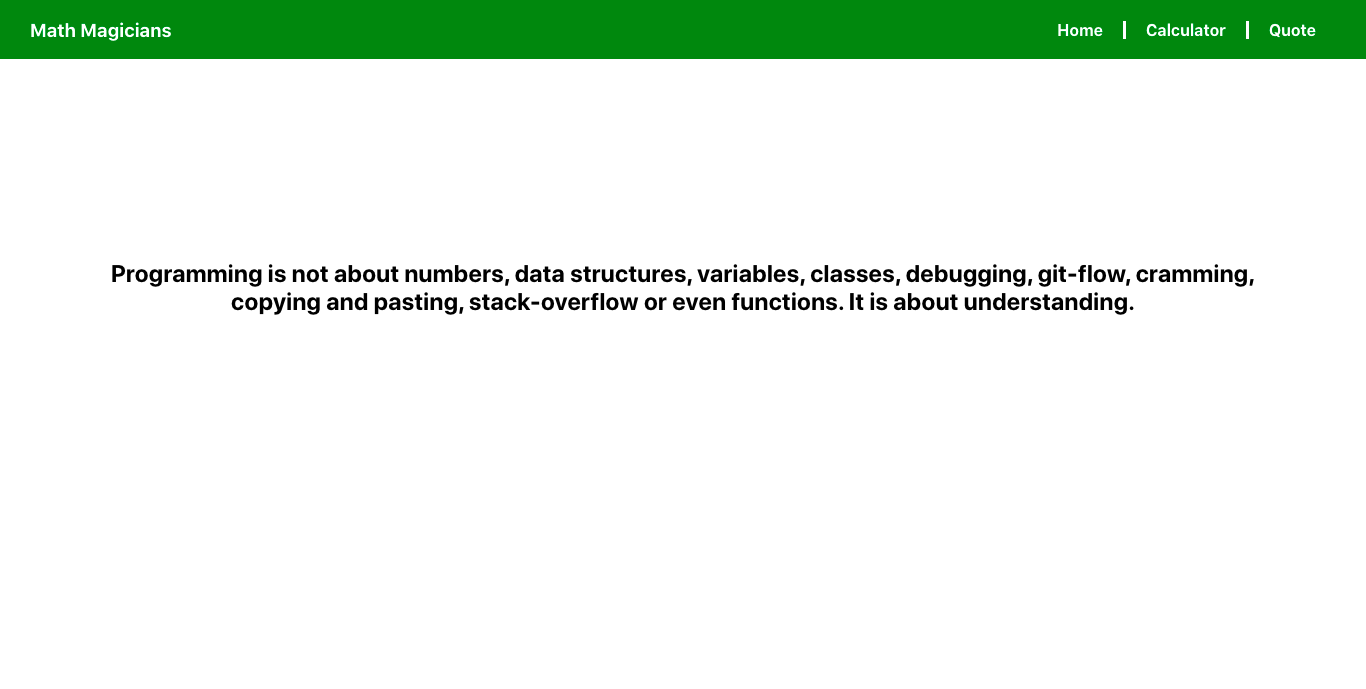 Math Magicians
Home
Calculator
Quote
Programming is not about numbers, data structures, variables, classes, debugging, git-flow, cramming,
copying and pasting, stack-overflow or even functions. It is about understanding.